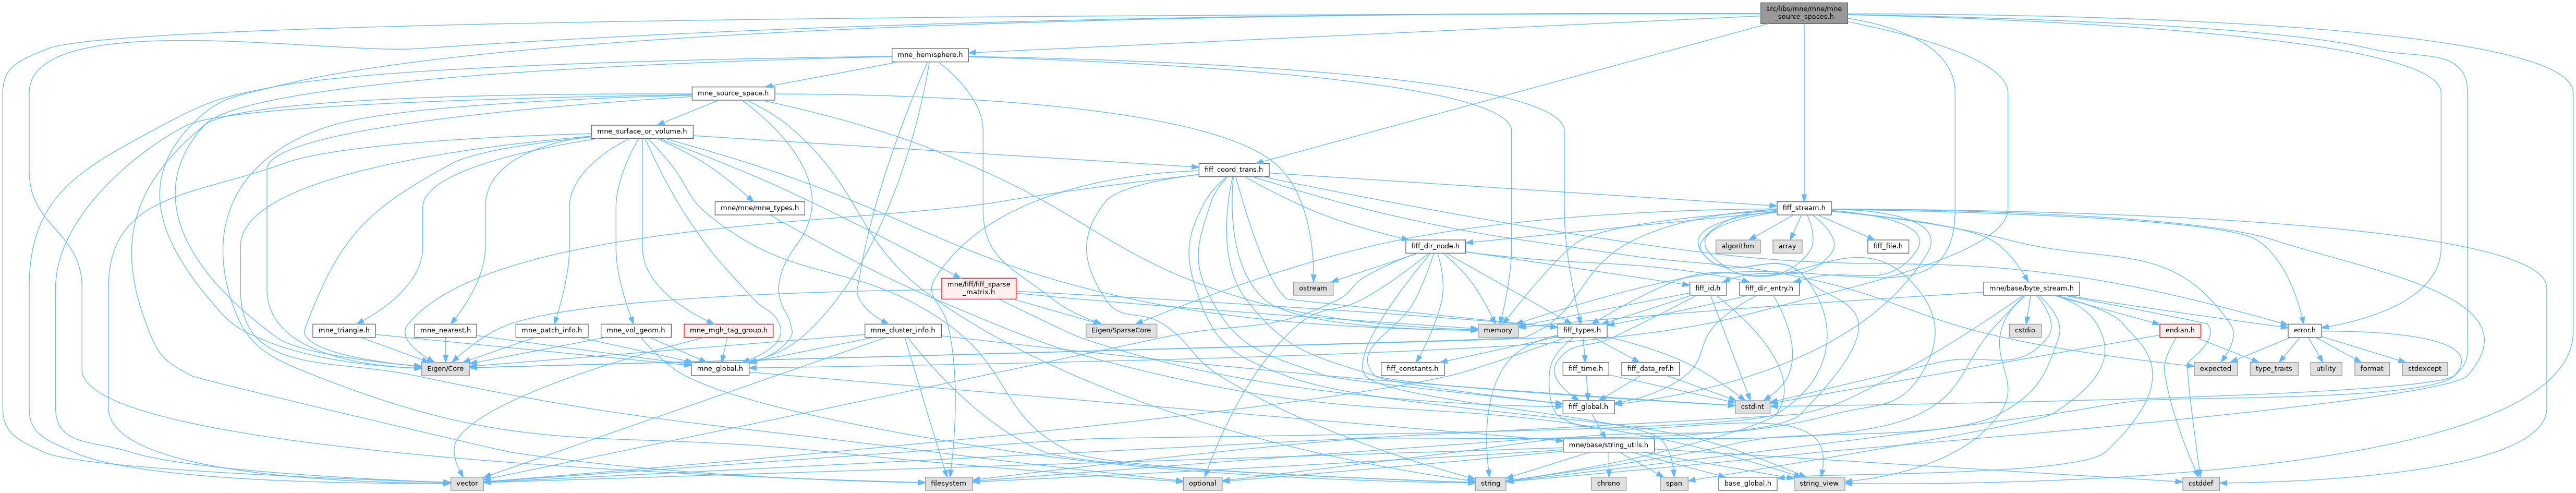 src/libs/mne/mne/mne
_source_spaces.h
mne_hemisphere.h
mne_source_space.h
mne_surface_or_volume.h
fiff_coord_trans.h
mne/mne/mne_types.h
fiff_stream.h
fiff_dir_node.h
algorithm
array
fiff_file.h
mne/fiff/fiff_sparse
_matrix.h
ostream
fiff_id.h
fiff_dir_entry.h
mne/base/byte_stream.h
mne_triangle.h
mne_nearest.h
mne_patch_info.h
mne_vol_geom.h
mne_mgh_tag_group.h
mne_cluster_info.h
Eigen/SparseCore
memory
fiff_types.h
cstdio
endian.h
error.h
Eigen/Core
mne_global.h
fiff_constants.h
fiff_time.h
fiff_data_ref.h
expected
type_traits
utility
format
stdexcept
fiff_global.h
cstdint
mne/base/string_utils.h
vector
filesystem
optional
string
chrono
span
base_global.h
string_view
cstddef